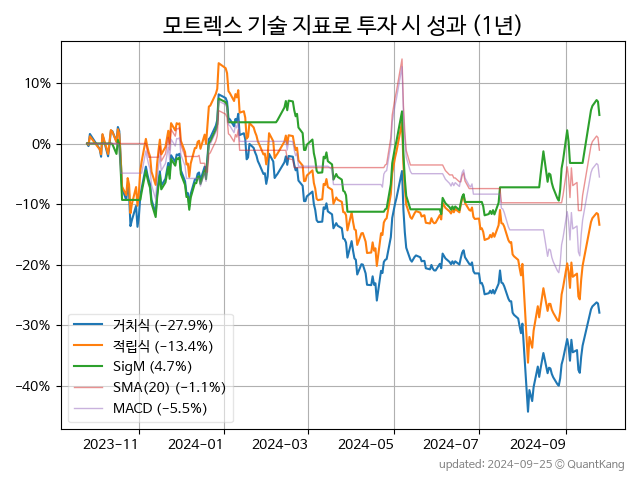 모트렉스 기술 지표로 투자 시 성과 (1년)
10%
0%
−10%
−20%
−30%
−40%
거치식 (−27.9%)
적립식 (−13.4%)
SigM (4.7%)
SMA(20) (−1.1%)
MACD (−5.5%)
2023-11
2024-01
2024-03
2024-05
2024-07
2024-09
updated: 2024-09-25 © QuantKang